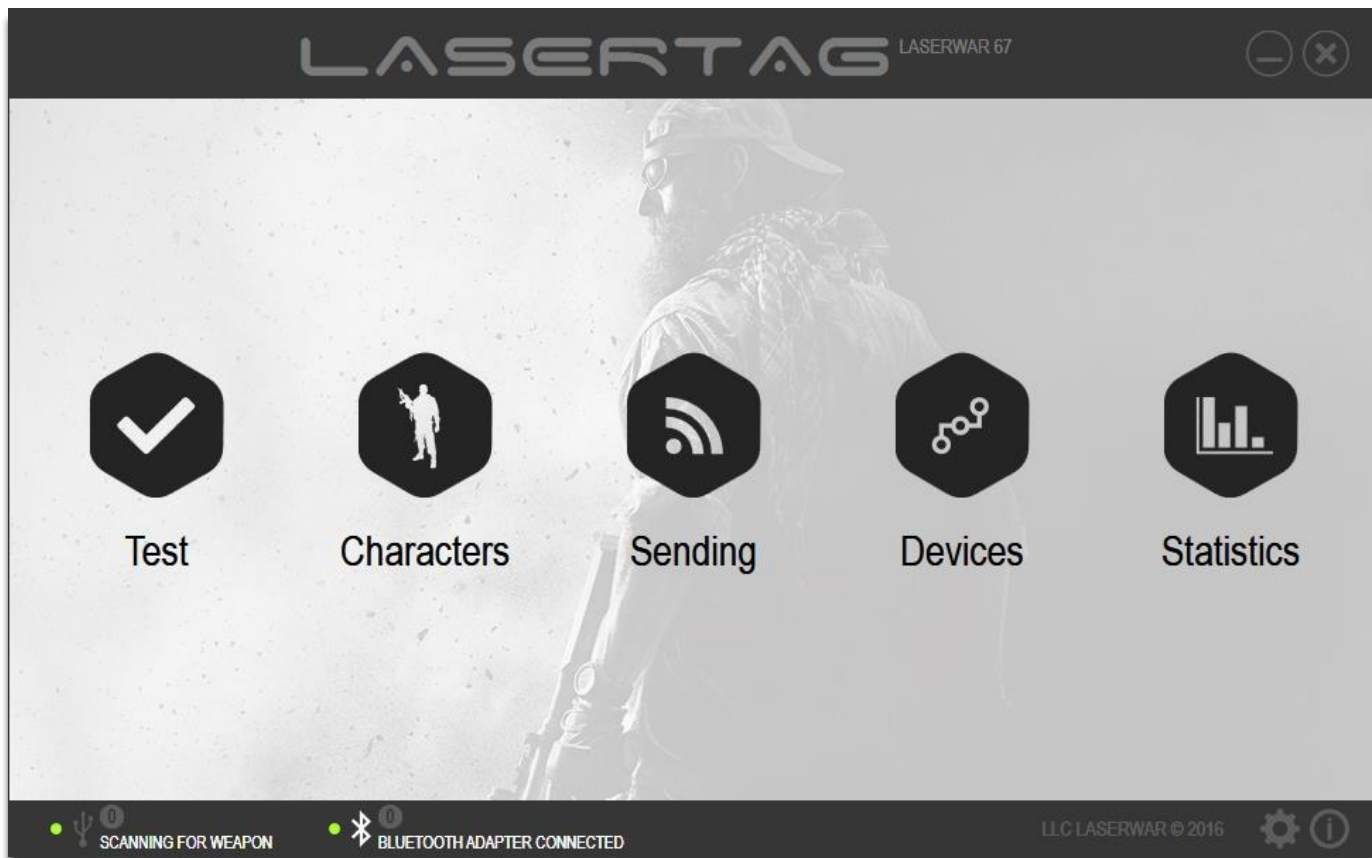 LASERTAG LASERWAR 67
Test
Characters
Sending
Devices
Statistics
0
SCANNING FOR WEAPON
0
BLUETOOTH ADAPTER CONNECTED
LLC LASERWAR © 2016